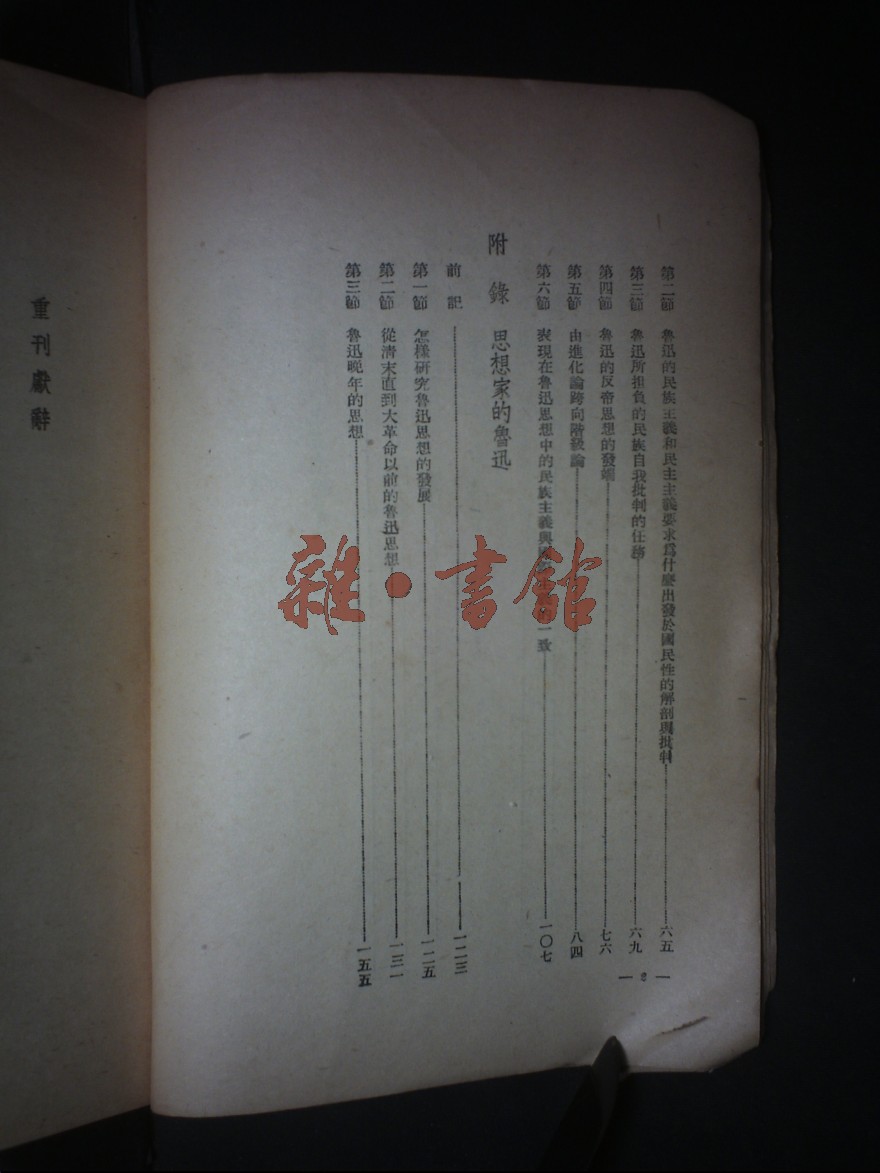 第二節 魯迅的民族主義和民主主義要求爲什麼出發於國民性的解剖與批判 六五
第三節 魯迅所担負的民族自我批判的任務 六九
第四節 魯迅的反帝思想的發端 七六
第五節 由進化論跨向階級論 八四
第六節 表現在魯迅思想中的民族主義與 一致 一〇七
附錄 思想家的魯迅
前記 一二三
第一節 怎樣研究魯迅思想的發展 一二五
第二節 從清末直到大革命以前的魯迅思想 一三一
第三節 魯迅晚年的思想 一五五
— 2 —
重刊獻辭
雜·書館